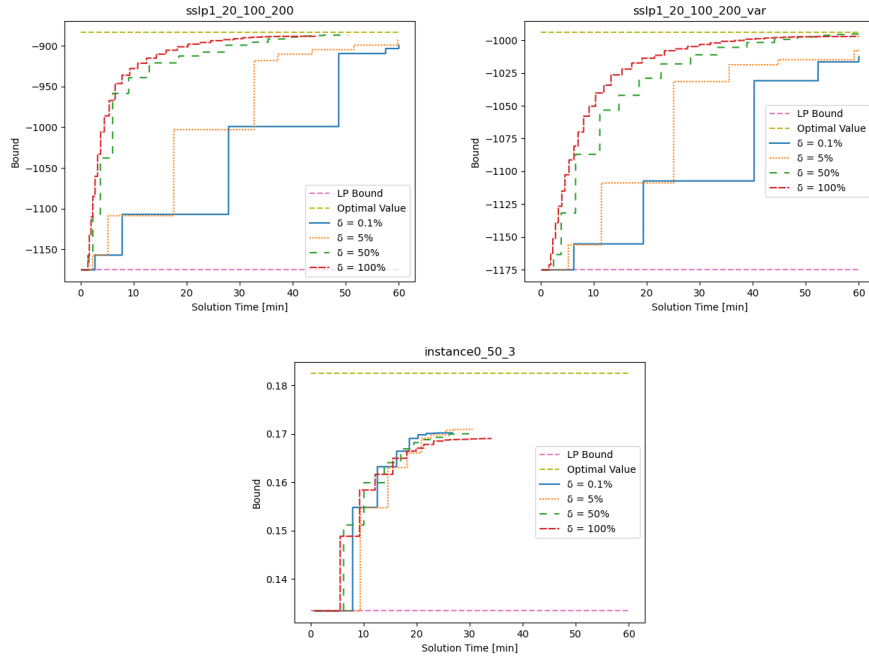 sslp1_20_100_200
Bound
−900
−950
−1000
−1050
−1100
−1150
LP Bound
Optimal Value
δ = 0.1%
δ = 5%
δ = 50%
δ = 100%
0 10 20 30 40 50 60
Solution Time [min]
sslp1_20_100_200_var
Bound
−1000
−1025
−1050
−1075
−1100
−1125
−1150
−1175
LP Bound
Optimal Value
δ = 0.1%
δ = 5%
δ = 50%
δ = 100%
0 10 20 30 40 50 60
Solution Time [min]
instance0_50_3
Bound
0.18
0.17
0.16
0.15
0.14
LP Bound
Optimal Value
δ = 0.1%
δ = 5%
δ = 50%
δ = 100%
0 10 20 30 40 50 60
Solution Time [min]